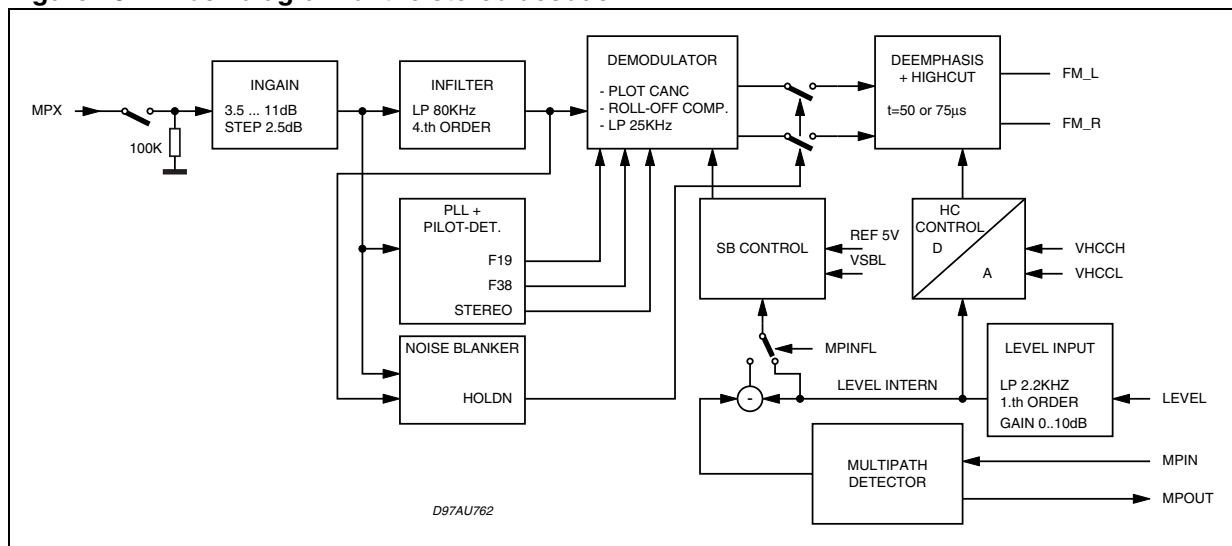 MPX
100K
INGAIN
3.5 ... 11dB
STEP 2.5dB
INFILTER
LP 80KHz
4.th ORDER
DEMODULATOR
- PLOT CANC
- ROLL-OFF COMP.
- LP 25KHz
DEEMPHASIS
+ HIGHCUT
t=50 or 75µs
FM_L
FM_R
PLL +
PILOT-DET.
F19
F38
STEREO
SB CONTROL
REF 5V
VSBL
HC
CONTROL
D
A
VHCCH
VHCCL
NOISE BLANKER
HOLDN
MPINFL
-
LEVEL INTERN
LEVEL INPUT
LP 2.2KHZ
1.th ORDER
GAIN 0..10dB
LEVEL
MULTIPATH
DETECTOR
MPIN
MPOUT
D97AU762